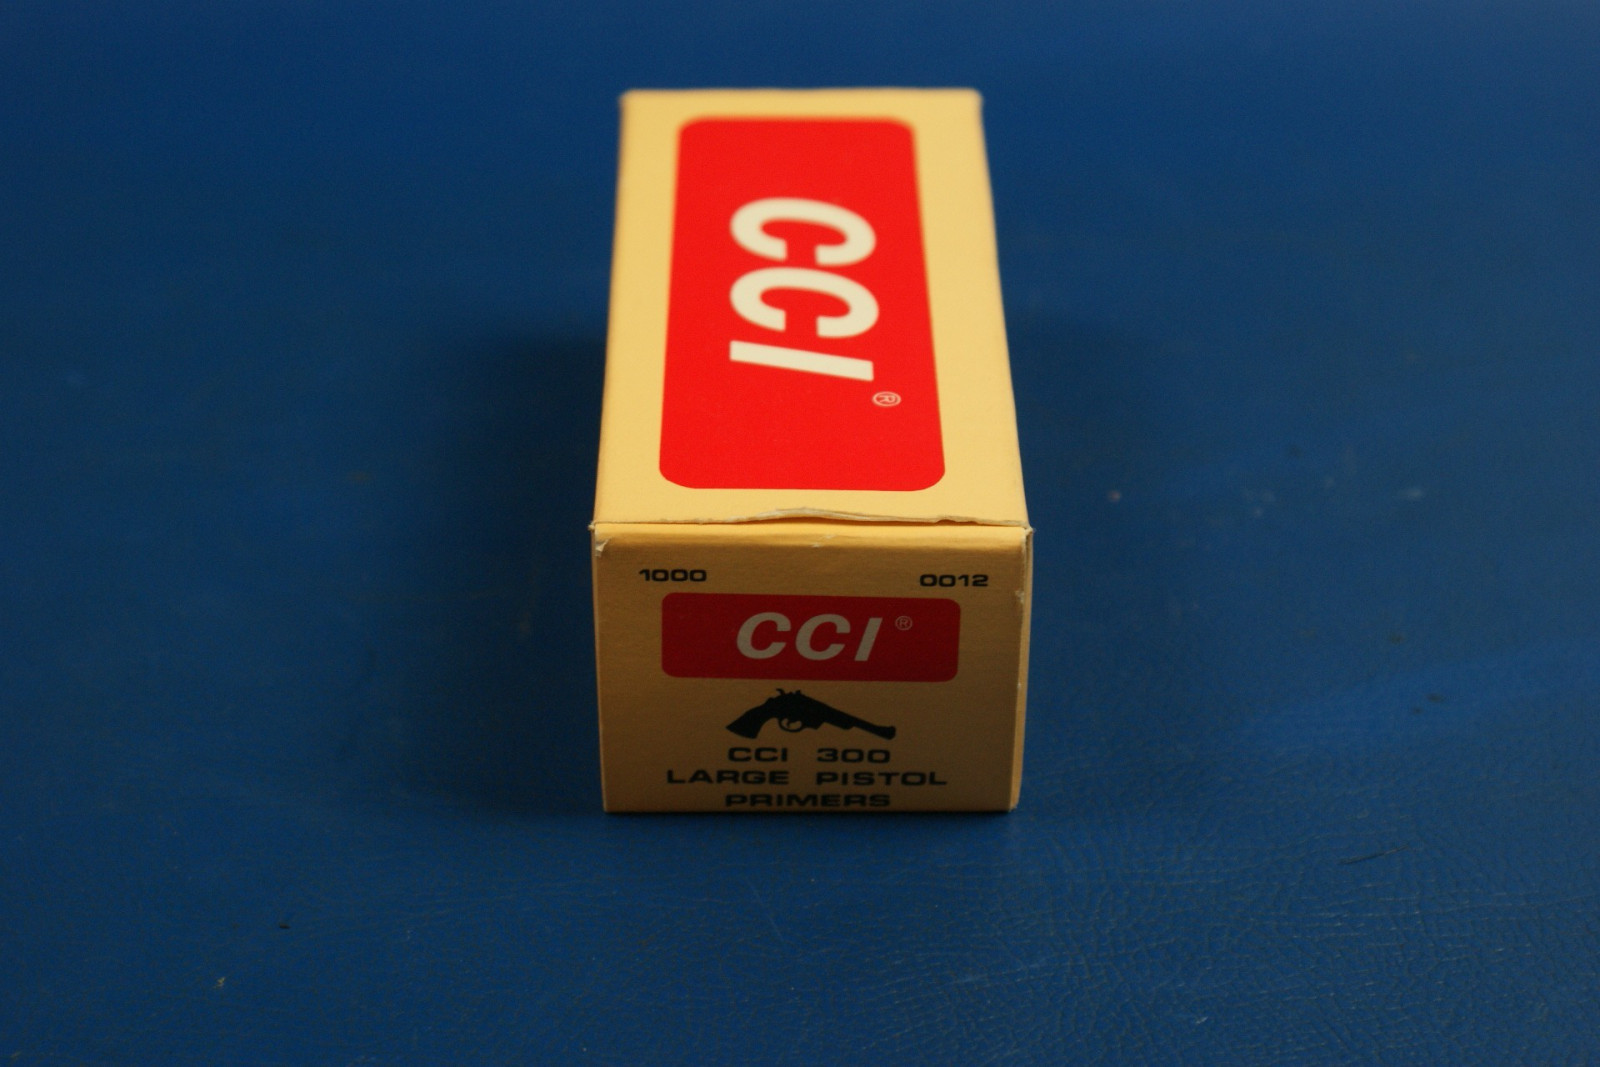 CCI®
1000 0012
CCI®
CCI 300
LARGE PISTOL
PRIMERS